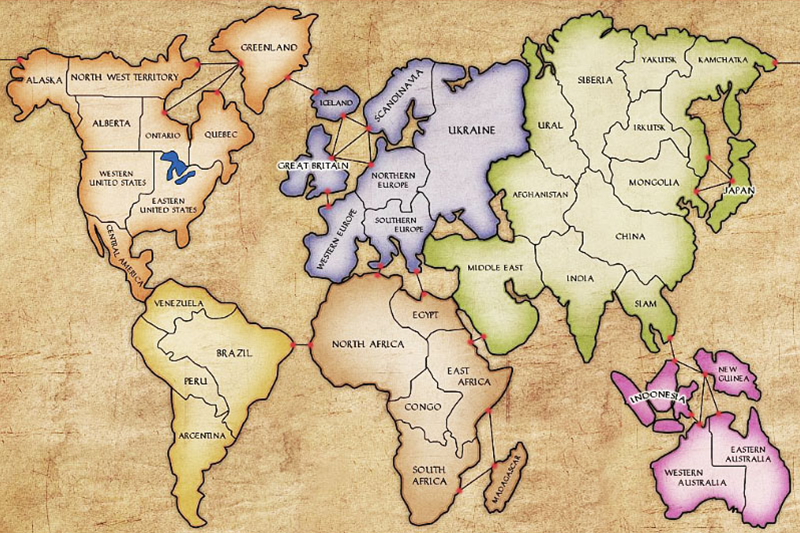 GREENLAND
ALASKA
NORTH WEST TERRITORY
ALBERTA
ONTARIO
QUEBEC
WESTERN
UNITED STATES
EASTERN
UNITED STATES
CENTRAL AMERICA
VENEZUELA
BRAZIL
PERU
ARGENTINA
ICELAND
SCANDINAVIA
UKRAINE
GREAT BRITAIN
NORTHERN
EUROPE
SOUTHERN
EUROPE
WESTERN EUROPE
NORTH AFRICA
EGYPT
EAST
AFRICA
CONGO
SOUTH
AFRICA
MADAGASCAR
SIBERIA
YAKUTSK
KAMCHATKA
URAL
IRKUTSK
MONGOLIA
JAPAN
AFGHANISTAN
CHINA
MIDDLE EAST
INDIA
SIAM
INDONESIA
NEW
GUINEA
EASTERN
AUSTRALIA
WESTERN
AUSTRALIA